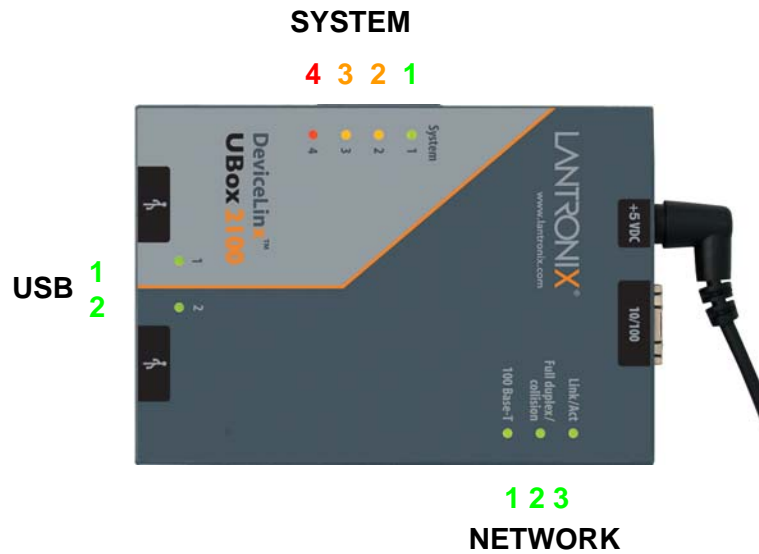 SYSTEM
4 3 2 1
System
1
2
3
4
DeviceLinx™
UBox 2100
LANTRONIX®
www.lantronix.com
+5 VDC
10/100
USB
1
2
1
2
Link/Act
Full duplex/
collision
100 Base-T
1 2 3
NETWORK